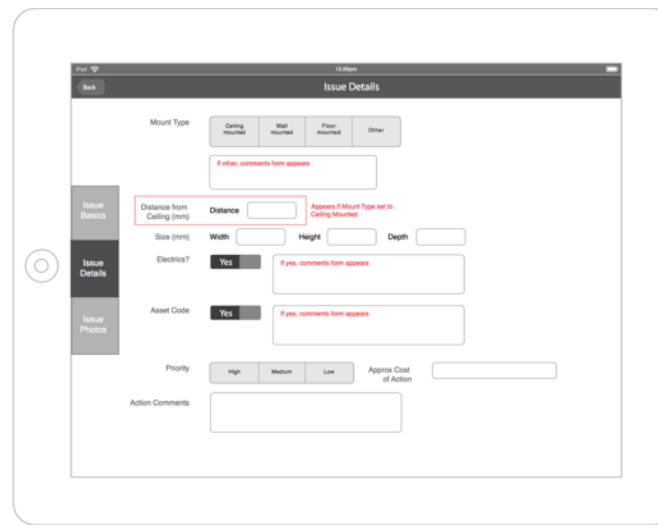 iPad 12.00pm
Back Issue Details
Mount Type
Ceiling mounted Wall mounted Floor mounted Other
If other, comments form appears
Issue Basics
Distance from Ceiling (mm) Distance
Appears if Mount Type set to
Ceiling Mounted
Size (mm) Width Height Depth
Issue Details
Electrics? Yes If yes, comments form appears
Issue Photos
Asset Code Yes If yes, comments form appears
Priority High Medium Low Approx Cost of Action
Action Comments